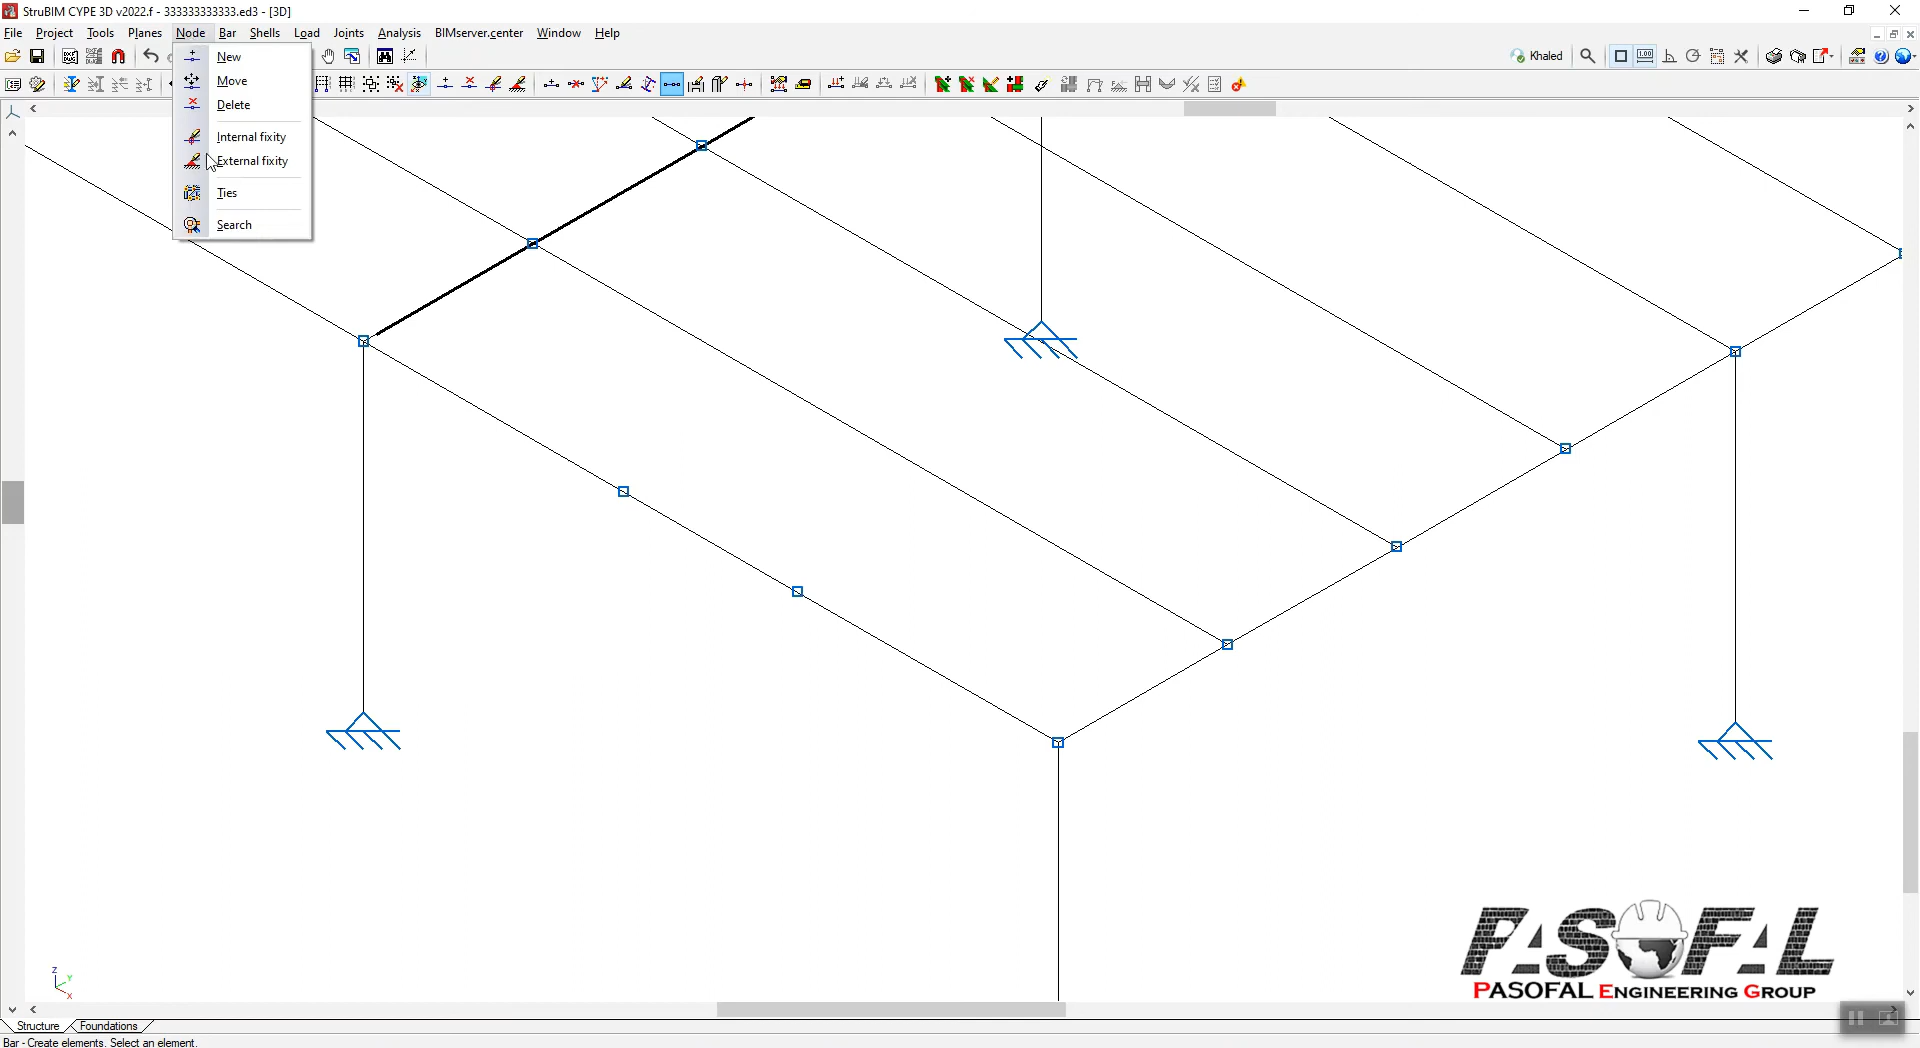 StruBIM CYPE 3D v2022.f - 333333333333.ed3 - [3D]
File Project Tools Planes Node Bar Shells Load Joints Analysis BIMserver.center Window Help
Khaled
New
Move
Delete
Internal fixity
External fixity
Ties
Search
Z
Y
X
PASOFAL
PASOFAL ENGINEERING GROUP
Structure Foundations
Bar - Create elements. Select an element.